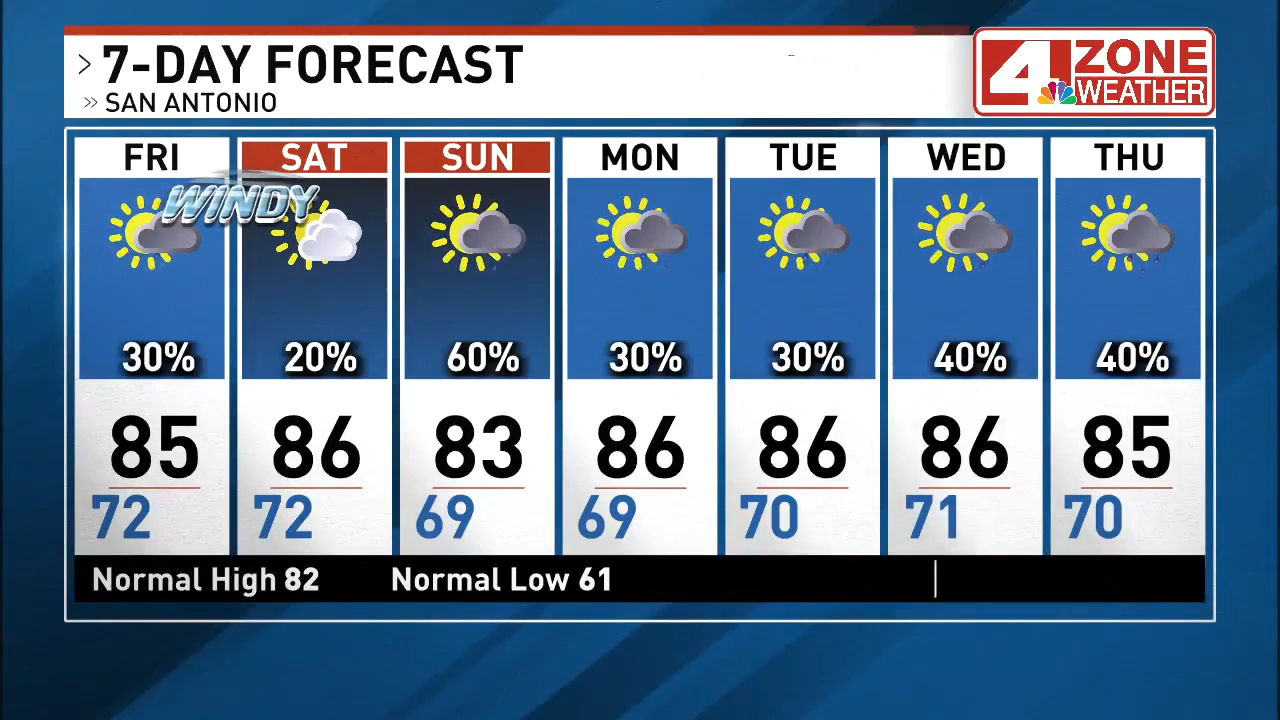 7-DAY FORECAST
SAN ANTONIO
4 ZONE WEATHER
FRI SAT SUN MON TUE WED THU
WINDY
30% 20% 60% 30% 30% 40% 40%
85 86 83 86 86 86 85
72 72 69 69 70 71 70
Normal High 82 Normal Low 61